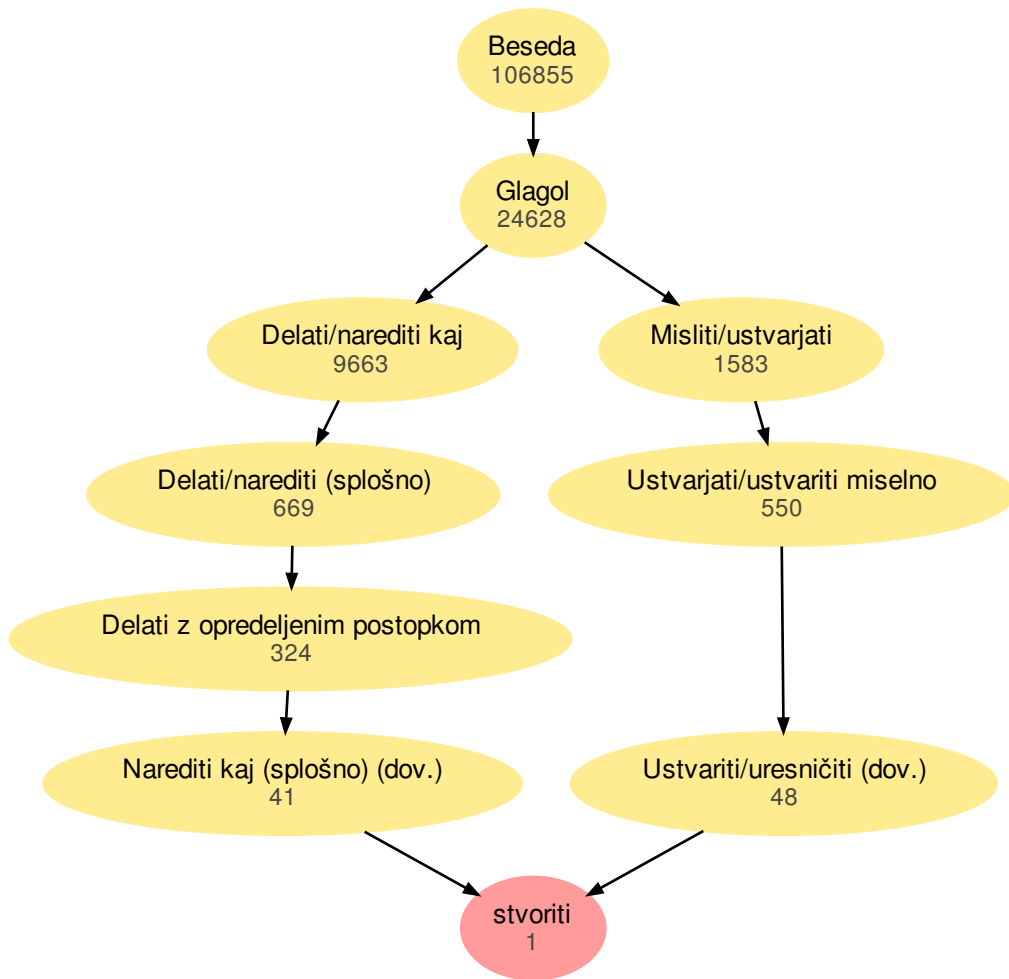 Beseda
106855
Glagol
24628
Delati/narediti kaj
9663
Misliti/ustvarjati
1583
Delati/narediti (splošno)
669
Ustvarjati/ustvariti miselno
550
Delati z opredeljenim postopkom
324
Narediti kaj (splošno) (dov.)
41
Ustvariti/uresničiti (dov.)
48
stvoriti
1